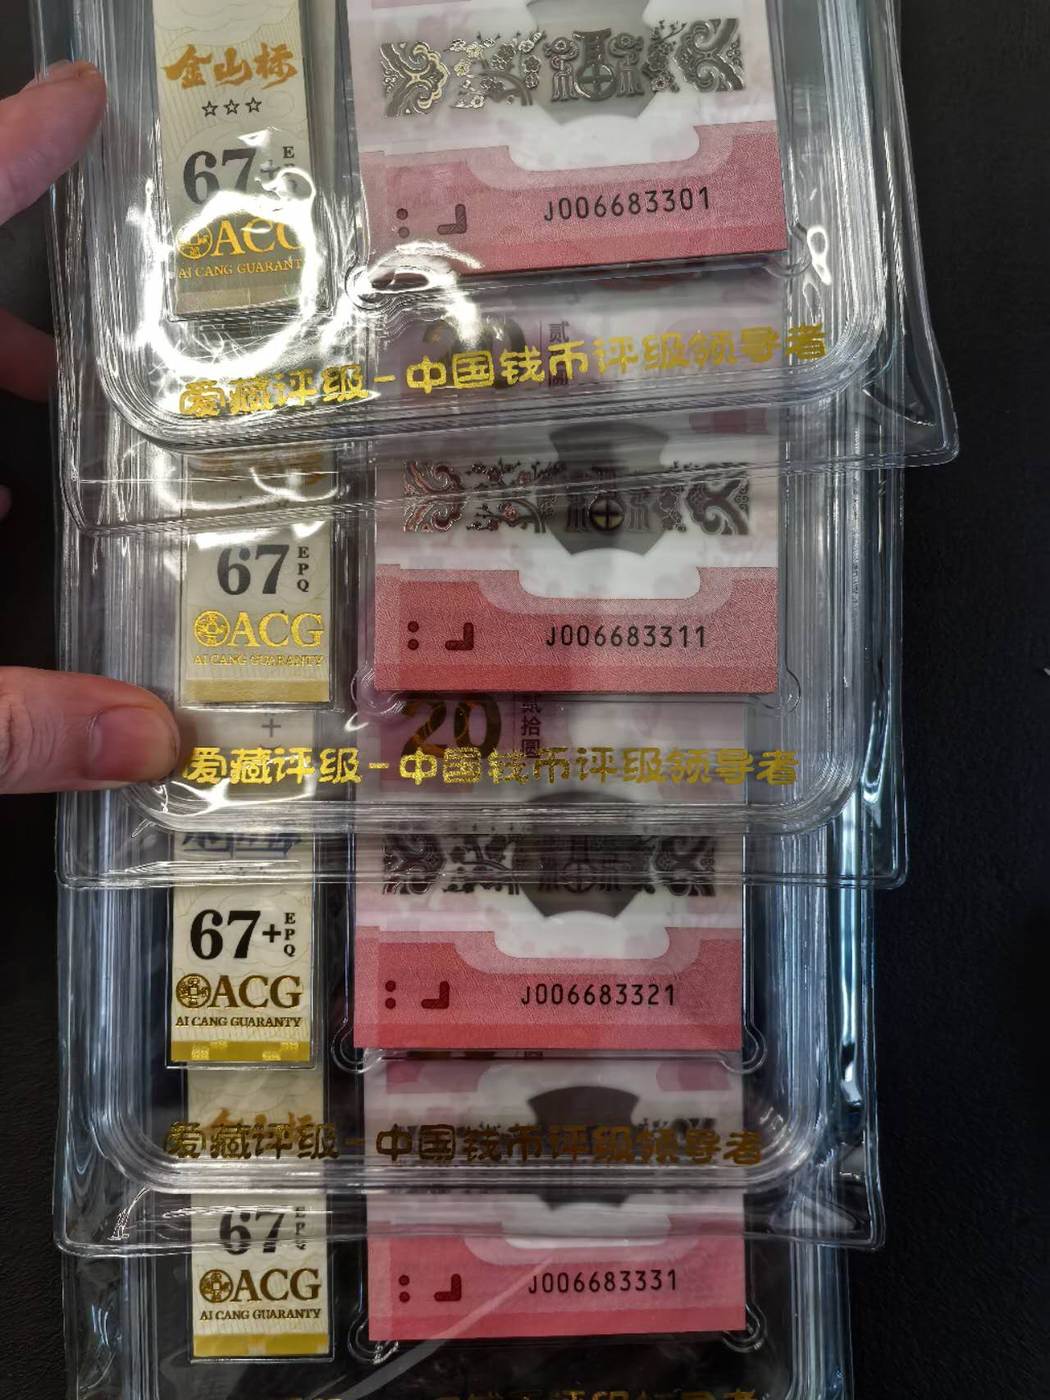 金山桥
☆☆☆
67+ E
ACG
AI CANG GUARANT
J006683301
爱藏评级-中国钱币评级领导者
67 EPQ
ACG
AI CANG GUARANTY
J006683311
20 贰拾圆
爱藏评级-中国钱币评级领导者
67+ EPQ
ACG
AI CANG GUARANTY
J006683321
爱藏评级-中国钱币评级领导者
67 EPQ
ACG
AI CANG GUARANTY
J006683331